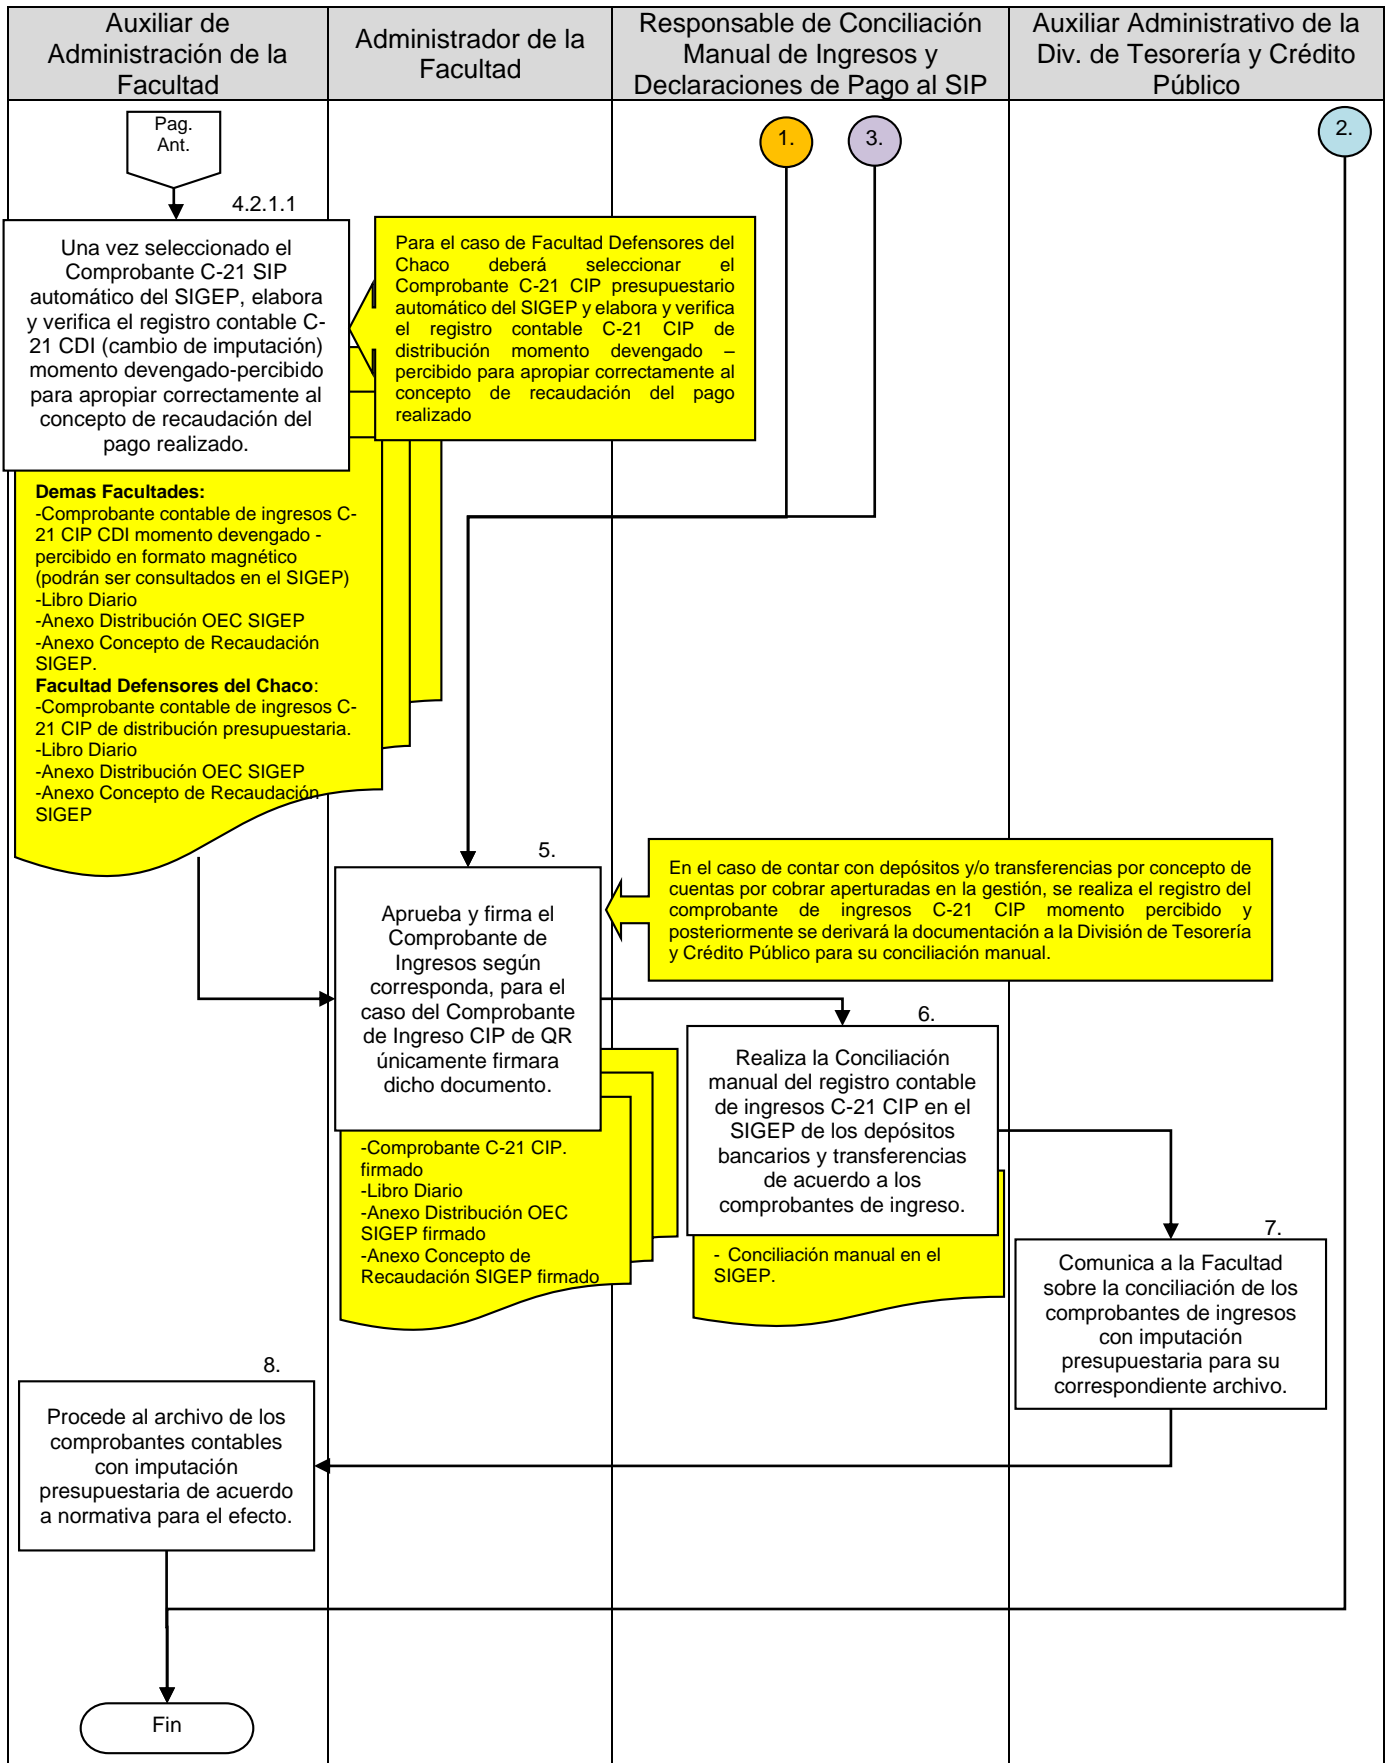 Auxiliar de
Administración de la
Facultad
Administrador de la
Facultad
Responsable de Conciliación
Manual de Ingresos y
Declaraciones de Pago al SIP
Auxiliar Administrativo de la
Div. de Tesorería y Crédito
Público
Pag.
Ant.
1.
3.
2.
4.2.1.1
Una vez seleccionado el
Comprobante C-21 SIP
automático del SIGEP, elabora
y verifica el registro contable C-
21 CDI (cambio de imputación)
momento devengado-percibido
para apropiar correctamente al
concepto de recaudación del
pago realizado.
Para el caso de Facultad Defensores del
Chaco deberá seleccionar el
Comprobante C-21 CIP presupuestario
automático del SIGEP y elabora y verifica
el registro contable C-21 CIP de
distribución momento devengado –
percibido para apropiar correctamente al
concepto de recaudación del pago
realizado
Demas Facultades:
-Comprobante contable de ingresos C-
21 CIP CDI momento devengado -
percibido en formato magnético
(podrán ser consultados en el SIGEP)
-Libro Diario
-Anexo Distribución OEC SIGEP
-Anexo Concepto de Recaudación
SIGEP.
Facultad Defensores del Chaco:
-Comprobante contable de ingresos C-
21 CIP de distribución presupuestaria.
-Libro Diario
-Anexo Distribución OEC SIGEP
-Anexo Concepto de Recaudación
SIGEP
5.
Aprueba y firma el
Comprobante de
Ingresos según
corresponda, para el
caso del Comprobante
de Ingreso CIP de QR
únicamente firmara
dicho documento.
En el caso de contar con depósitos y/o transferencias por concepto de
cuentas por cobrar aperturadas en la gestión, se realiza el registro del
comprobante de ingresos C-21 CIP momento percibido y
posteriormente se derivará la documentación a la División de Tesorería
y Crédito Público para su conciliación manual.
-Comprobante C-21 CIP.
firmado
-Libro Diario
-Anexo Distribución OEC
SIGEP firmado
-Anexo Concepto de
Recaudación SIGEP firmado
6.
Realiza la Conciliación
manual del registro contable
de ingresos C-21 CIP en el
SIGEP de los depósitos
bancarios y transferencias
de acuerdo a los
comprobantes de ingreso.
- Conciliación manual en el
SIGEP.
7.
Comunica a la Facultad
sobre la conciliación de los
comprobantes de ingresos
con imputación
presupuestaria para su
correspondiente archivo.
8.
Procede al archivo de los
comprobantes contables
con imputación
presupuestaria de acuerdo
a normativa para el efecto.
Fin